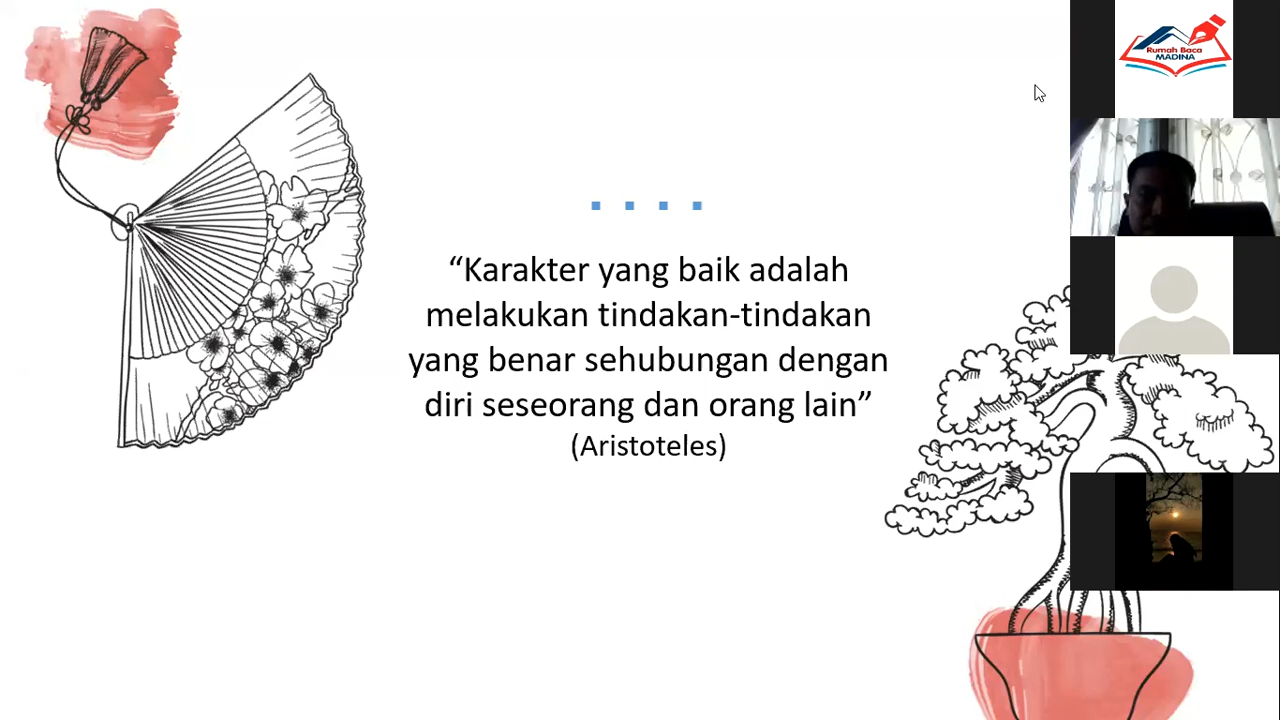 Rumah Baca
MADINA
“Karakter yang baik adalah
melakukan tindakan-tindakan
yang benar sehubungan dengan
diri seseorang dan orang lain”
(Aristoteles)